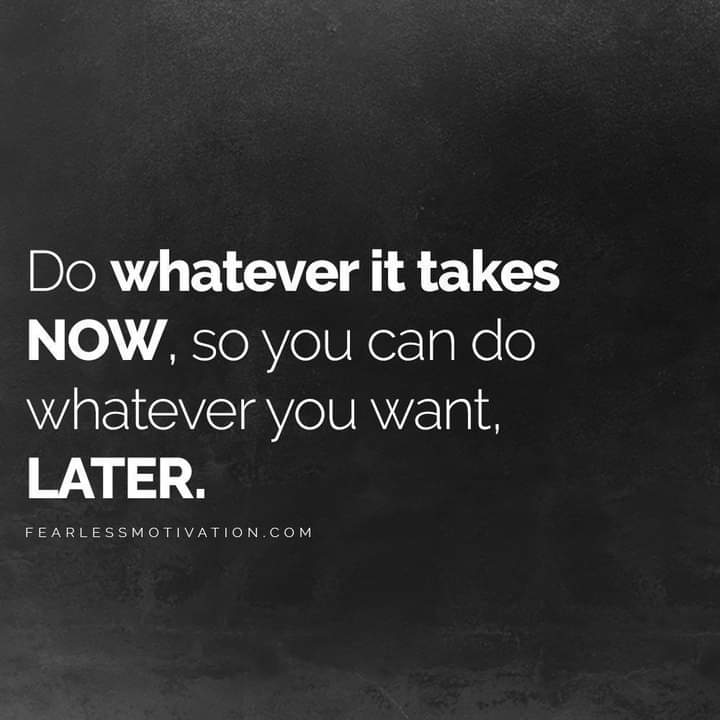 Do whatever it takes
NOW, so you can do
whatever you want,
LATER.
FEARLESSMOTIVATION.COM